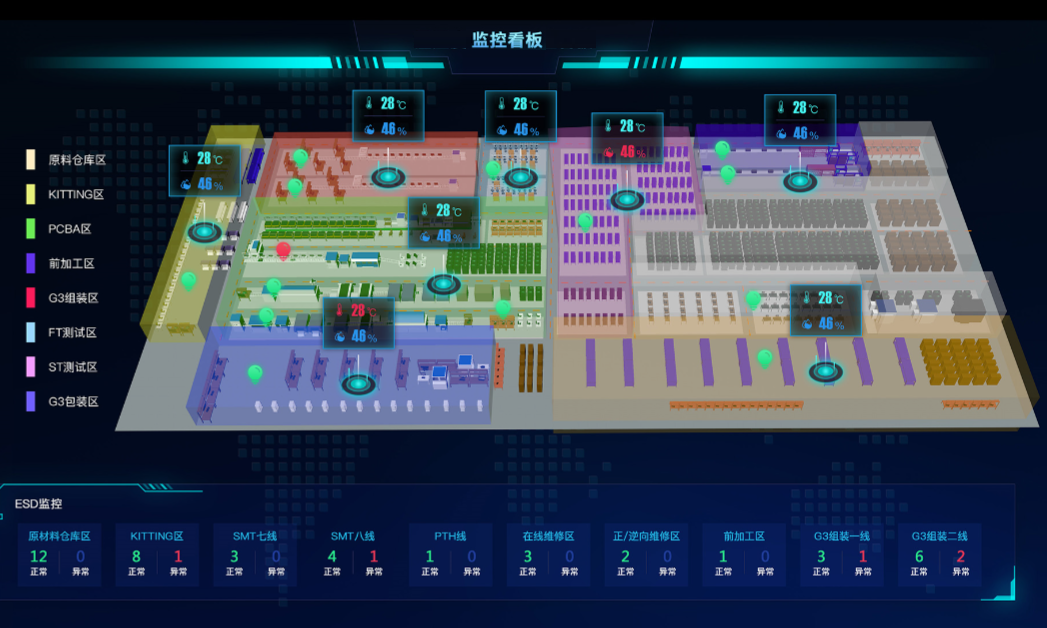 监控看板
28℃
46%
28℃
46%
28℃
46%
28℃
46%
28℃
46%
28℃
46%
28℃
46%
28℃
46%
原料仓库区
KITTING区
PCBA区
前加工区
G3组装区
FT测试区
ST测试区
G3包装区
ESD监控
原材料仓库区
12 0
正常 异常
KITTING区
8 1
正常 异常
SMT七线
3 0
正常 异常
SMT八线
4 1
正常 异常
PTH线
1 0
正常 异常
在线维修区
3 0
正常 异常
正/逆向维修区
2 0
正常 异常
前加工区
1 0
正常 异常
G3组装一线
3 1
正常 异常
G3组装二线
6 2
正常 异常